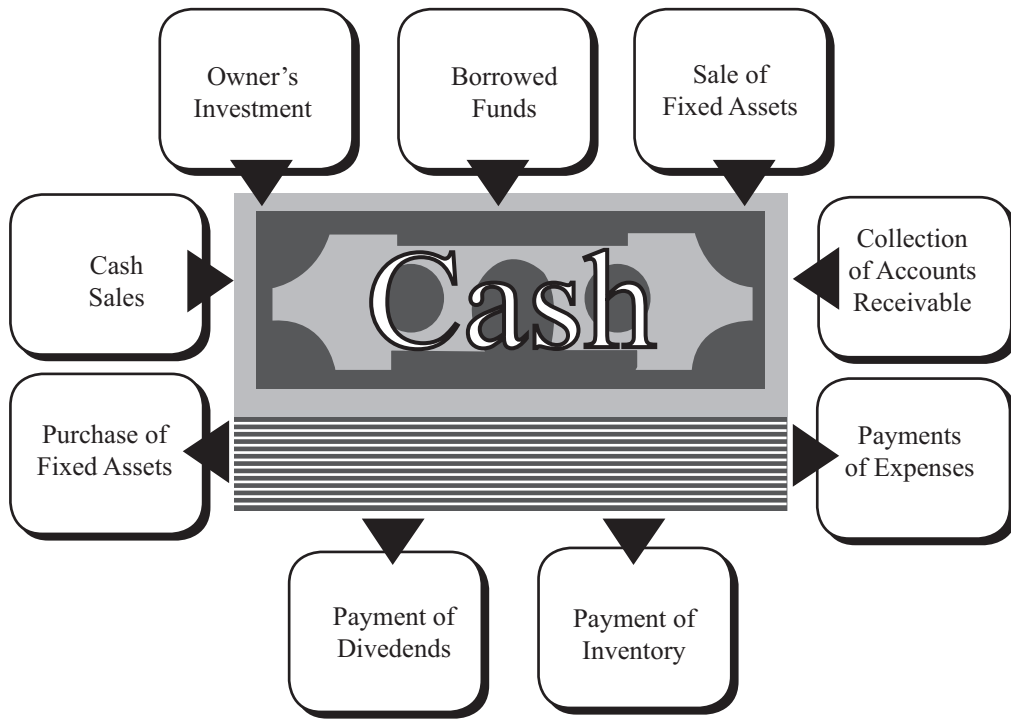 Owner’s
Investment
Borrowed
Funds
Sale of
Fixed Assets
Cash
Sales
Cash
Collection
of Accounts
Receivable
Purchase of
Fixed Assets
Payments
of Expenses
Payment of
Divedends
Payment of
Inventory